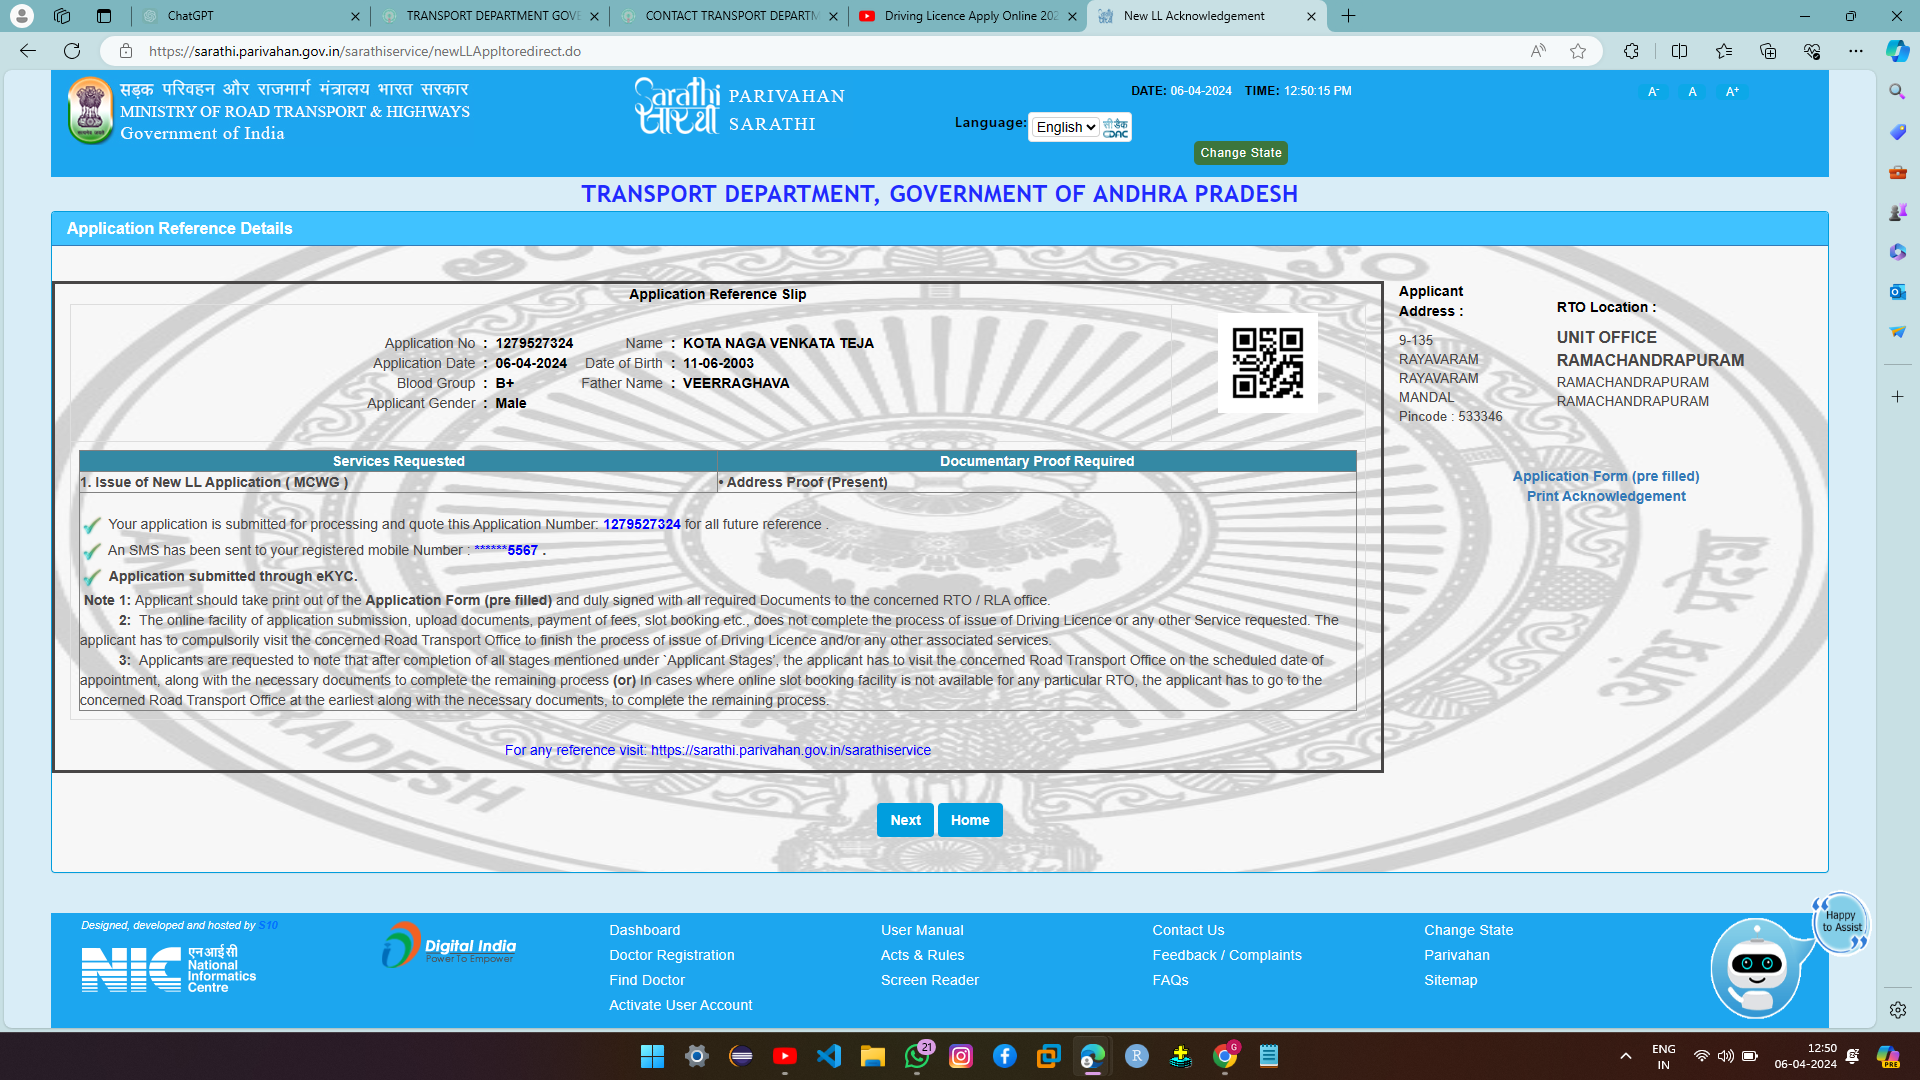 ChatGPT
TRANSPORT DEPARTMENT GOVE
CONTACT TRANSPORT DEPARTM
Driving Licence Apply Online 202
New LL Acknowledgement
https://sarathi.parivahan.gov.in/sarathiservice/newLLAppltoredirect.do
सड़क परिवहन और राजमार्ग मंत्रालय भारत सरकार
MINISTRY OF ROAD TRANSPORT & HIGHWAYS
Government of India
Sarathi
सारथी
PARIVAHAN
SARATHI
DATE: 06-04-2024 TIME: 12:50:15 PM
Language: English
सी डैक
CDAC
Change State
A-
A
A+
TRANSPORT DEPARTMENT, GOVERNMENT OF ANDHRA PRADESH
Application Reference Details
Application Reference Slip
Application No : 1279527324 Name : KOTA NAGA VENKATA TEJA
Application Date : 06-04-2024 Date of Birth : 11-06-2003
Blood Group : B+ Father Name : VEERRAGHAVA
Applicant Gender : Male
Applicant
Address :
9-135
RAYAVARAM
RAYAVARAM
MANDAL
Pincode : 533346
RTO Location :
UNIT OFFICE
RAMACHANDRAPURAM
RAMACHANDRAPURAM
RAMACHANDRAPURAM
Application Form (pre filled)
Print Acknowledgement
Services Requested Documentary Proof Required
1. Issue of New LL Application ( MCWG ) • Address Proof (Present)
Your application is submitted for processing and quote this Application Number: 1279527324 for all future reference .
An SMS has been sent to your registered mobile Number : ******5567 .
Application submitted through eKYC.
Note 1: Applicant should take print out of the Application Form (pre filled) and duly signed with all required Documents to the concerned RTO / RLA office.
2: The online facility of application submission, upload documents, payment of fees, slot booking etc., does not complete the process of issue of Driving Licence or any other Service requested. The
applicant has to compulsorily visit the concerned Road Transport Office to finish the process of issue of Driving Licence and/or any other associated services.
3: Applicants are requested to note that after completion of all stages mentioned under `Applicant Stages', the applicant has to visit the concerned Road Transport Office on the scheduled date of
appointment, along with the necessary documents to complete the remaining process (or) In cases where online slot booking facility is not available for any particular RTO, the applicant has to go to the
concerned Road Transport Office at the earliest along with the necessary documents, to complete the remaining process.
For any reference visit: https://sarathi.parivahan.gov.in/sarathiservice
PRADESH
Next
Home
Designed, developed and hosted by S10
NIC
एन आई सी
National
Informatics
Centre
Digital India
Power To Empower
Dashboard
Doctor Registration
Find Doctor
Activate User Account
User Manual
Acts & Rules
Screen Reader
Contact Us
Feedback / Complaints
FAQs
Change State
Parivahan
Sitemap
Happy
to Assist
21
R
G
ENG
IN
12:50
06-04-2024
PRE